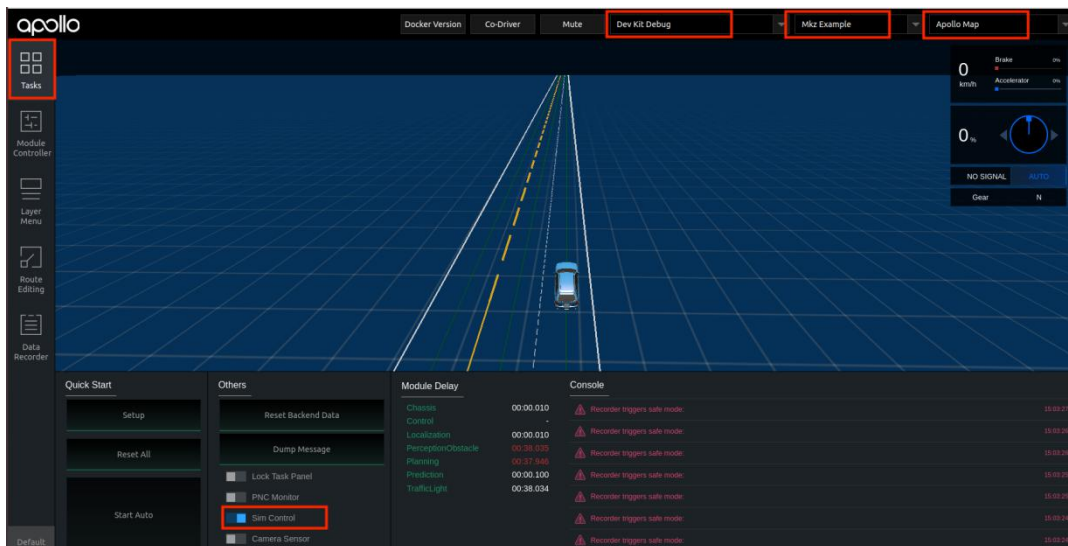 apollo
Docker Version Co-Driver Mute Dev Kit Debug Mkz Example Apollo Map
Tasks
Module
Controller
Layer
Menu
Route
Editing
Data
Recorder
Default
0
km/h
Brake 0%
Accelerator 0%
0 %
NO SIGNAL AUTO
Gear N
Quick Start
Setup
Reset All
Start Auto
Others
Reset Backend Data
Dump Message
Lock Task Panel
PNC Monitor
Sim Control
Camera Sensor
Module Delay
Chassis 00:00.010
Control -
Localization 00:00.010
PerceptionObstacle 00:38.035
Planning 00:37.946
Prediction 00:00.100
TrafficLight 00:38.034
Console
Recorder triggers safe mode:
Recorder triggers safe mode:
Recorder triggers safe mode:
Recorder triggers safe mode:
Recorder triggers safe mode:
Recorder triggers safe mode:
Recorder triggers safe mode: